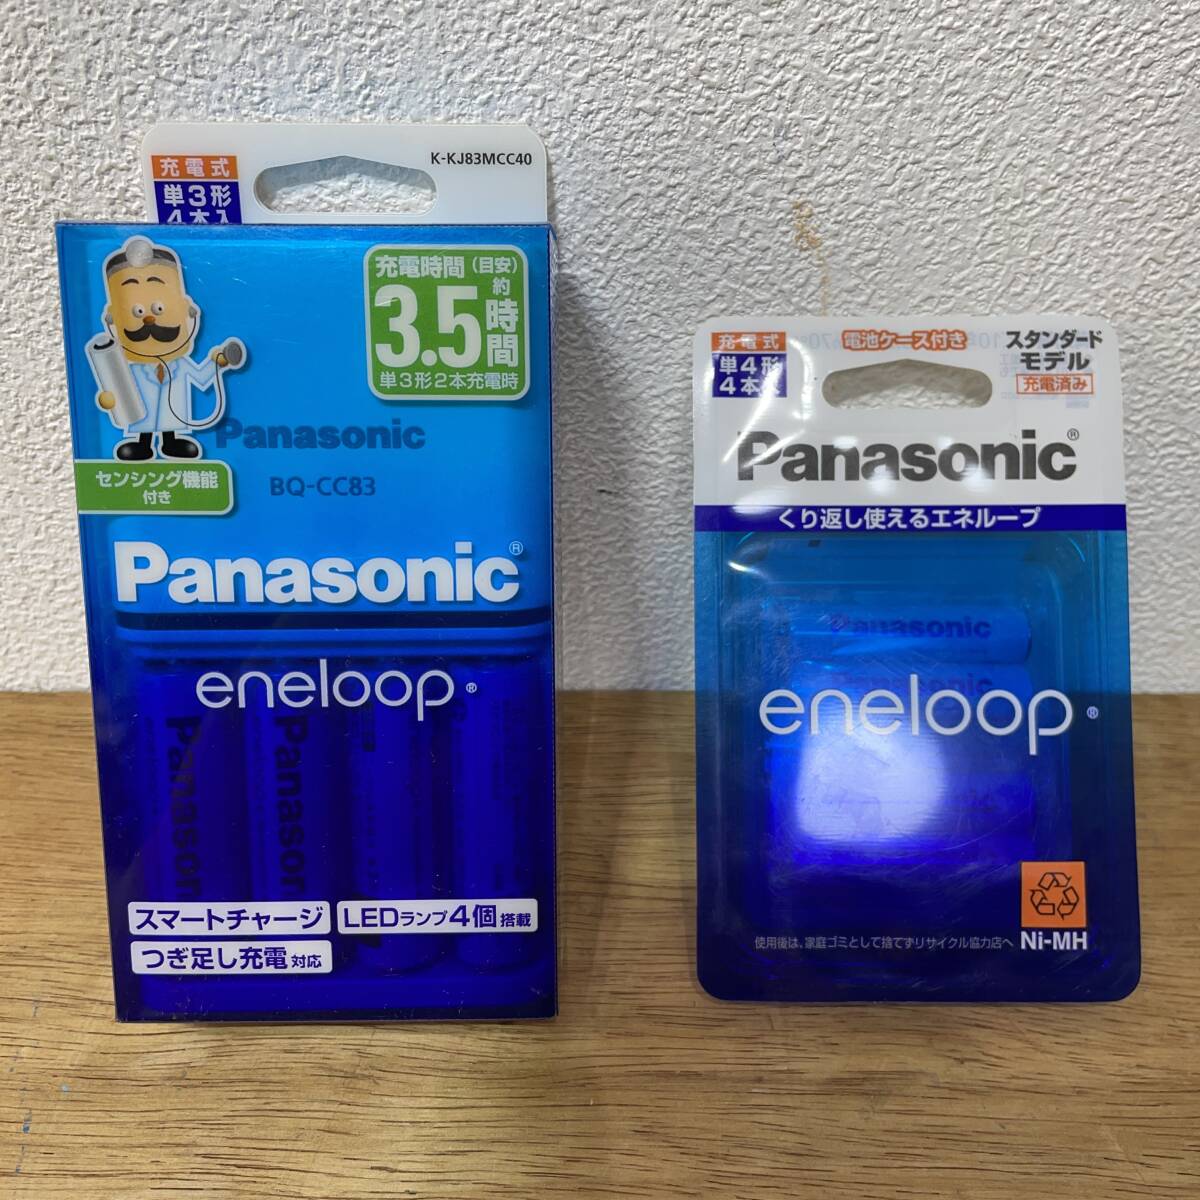 K-KJ83MCC40
充電式
単3形
4本入
充電時間(目安)
約
3.5時間
単3形2本充電時
Panasonic
センシング機能
付き
BQ-CC83
Panasonic®
eneloop®
Panasonic
Panasonic
スマートチャージ
LEDランプ4個搭載
つぎ足し充電対応
充電式
単4形
4本入
電池ケース付き
スタンダード
モデル
充電済み
Panasonic®
くり返し使えるエネループ
Panasonic
Panasonic
eneloop®
Ni-MH
使用後は、家庭ゴミとして捨てずリサイクル協力店へ